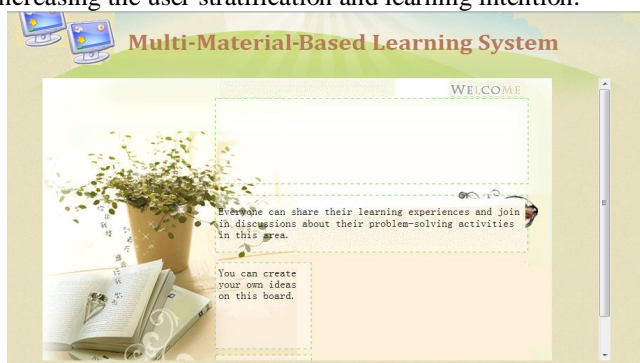 increasing the user stratification and learning intention.
Multi-Material-Based Learning System
WELCOME
Everyone can share their learning experiences and join
in discussions about their problem-solving activities
in this area.
You can create
your own ideas
on this board.